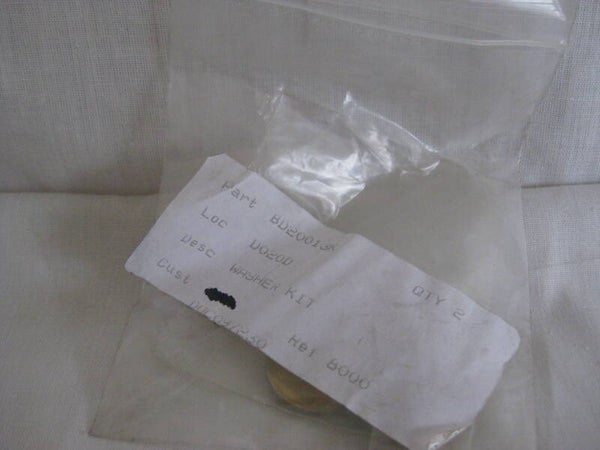 Part BD20013
Loc D020D
Desc WASHER KIT QTY 2
Cust
Ref 8000